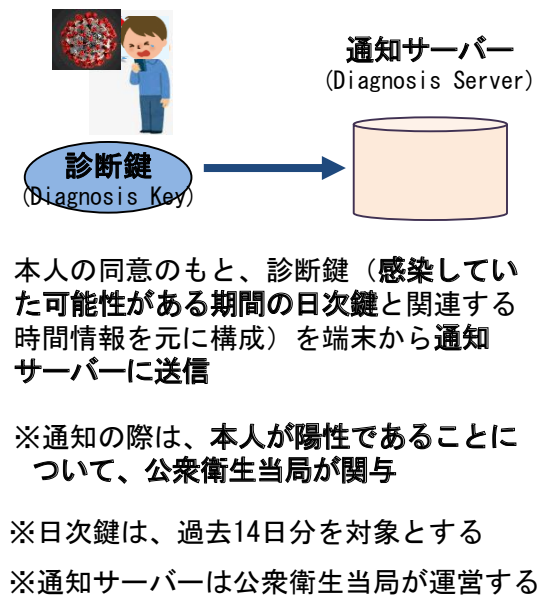 通知サーバー
(Diagnosis Server)
診断鍵
(Diagnosis Key)
本人の同意のもと、診断鍵（感染してい
た可能性がある期間の日次鍵と関連する
時間情報を元に構成）を端末から通知
サーバーに送信
※通知の際は、本人が陽性であることに
ついて、公衆衛生当局が関与
※日次鍵は、過去14日分を対象とする
※通知サーバーは公衆衛生当局が運営する